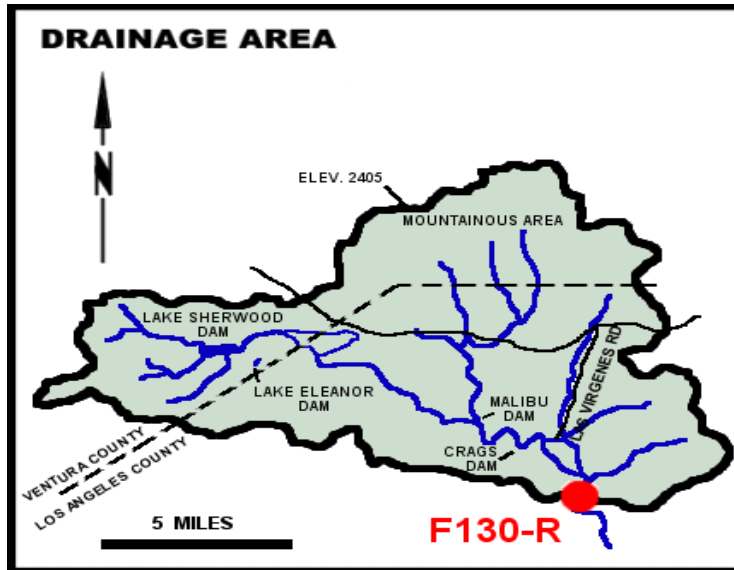 DRAINAGE AREA
N
ELEV. 2405
MOUNTAINOUS AREA
LAKE SHERWOOD
DAM
LAKE ELEANOR
DAM
LAS VIRGENES RD
MALIBU
DAM
CRAGS
DAM
VENTURA COUNTY
LOS ANGELES COUNTY
5 MILES
F130-R